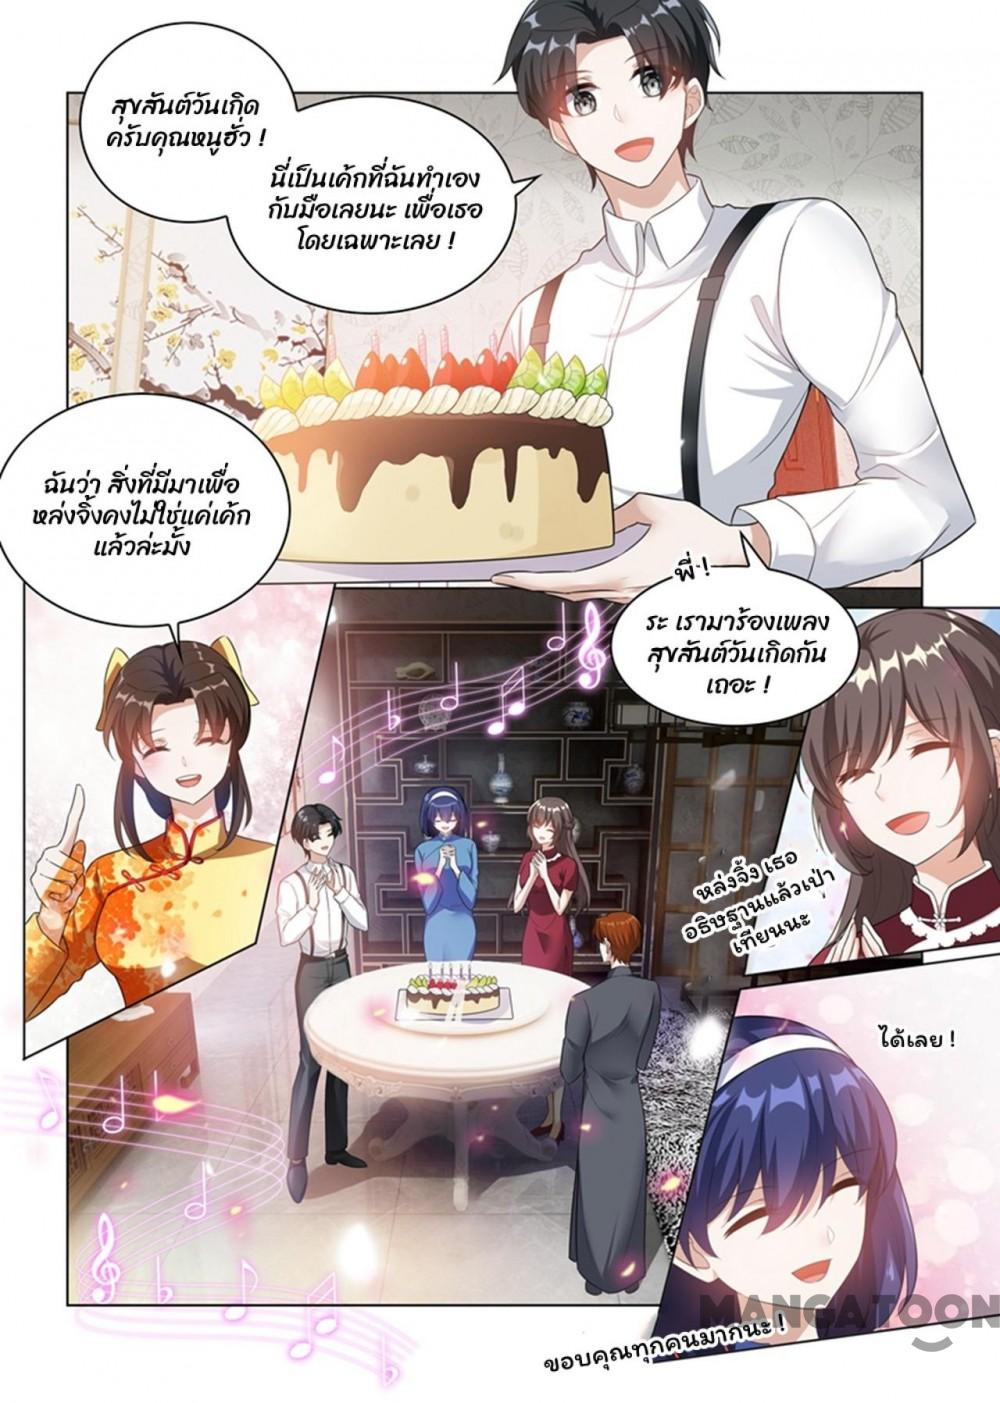 สุขสันต์วันเกิด
ครับคุณหนูฮั่ว !
นี่เป็นเค้กที่ฉันทำเอง
กับมือเลยนะ เพื่อเธอ
โดยเฉพาะเลย !
ฉันว่า สิ่งที่มีมาเพื่อ
หล่งจิ้งคงไม่ใช่แค่เค้ก
แล้วล่ะมั้ง
พี่ !
ระ เรามาร้องเพลง
สุขสันต์วันเกิดกัน
เถอะ !
หล่งจิ้ง เธอ
อธิษฐานแล้วเป่า
เทียนนะ
ได้เลย !
ขอบคุณทุกคนมากนะ !
MANGATOON